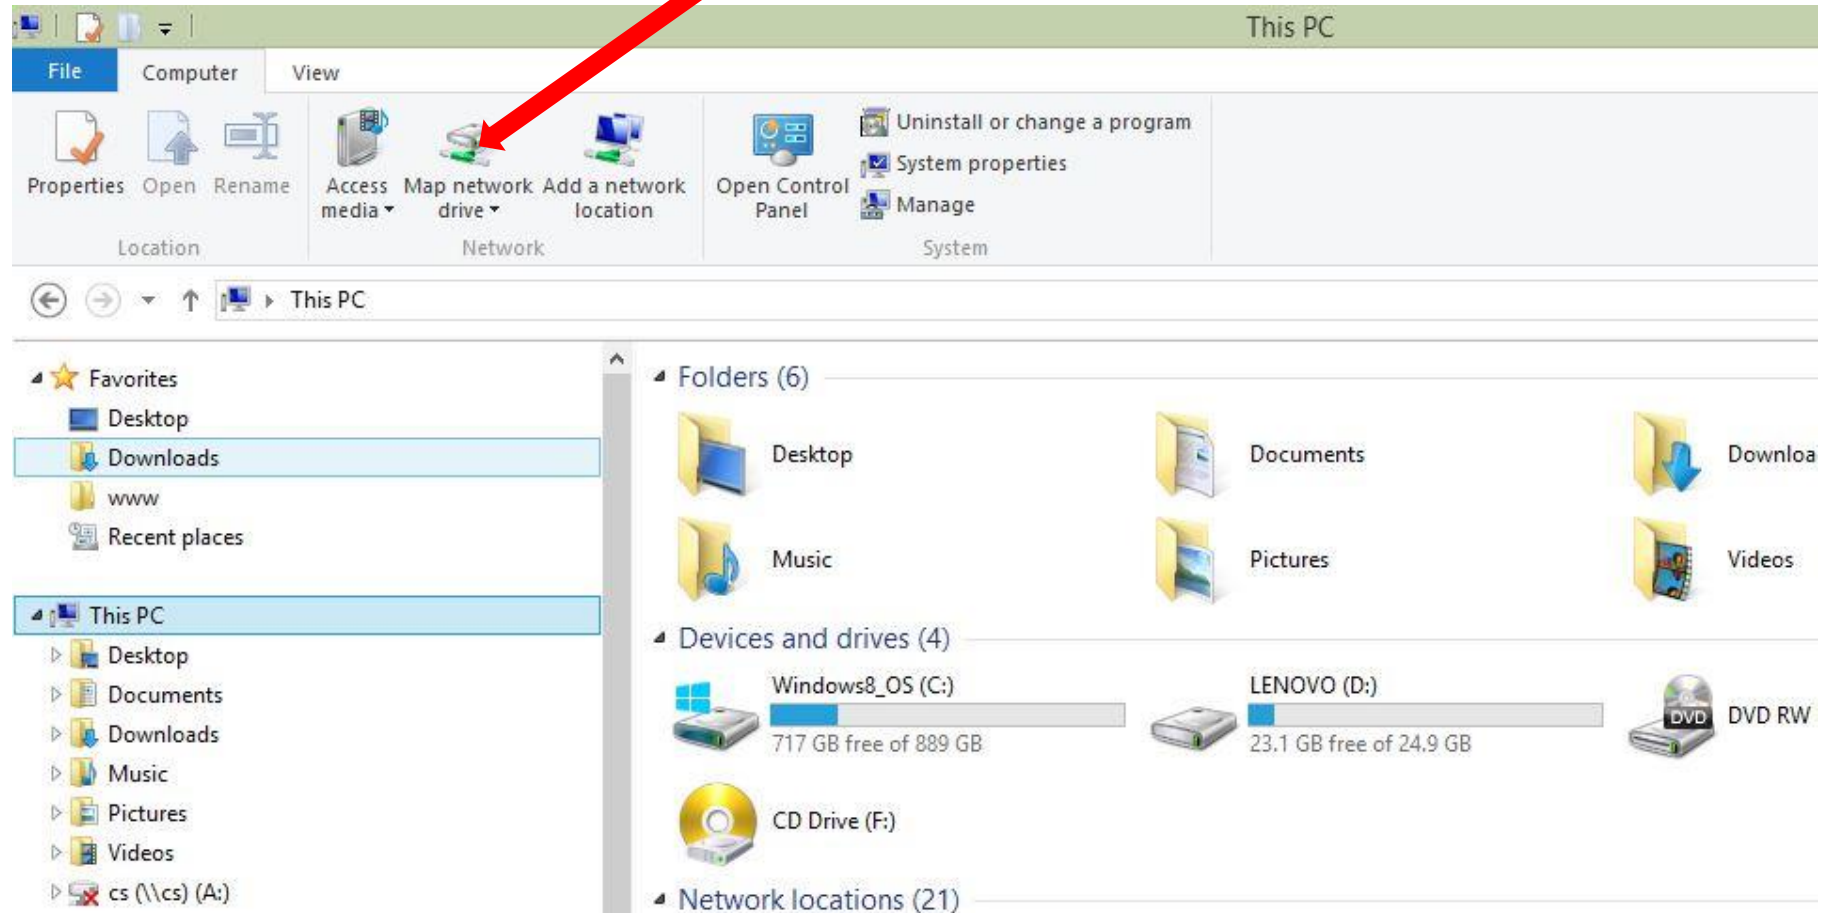 This PC
File Computer View
Properties Open Rename
Access media Map network drive Add a network location
Open Control Panel
Uninstall or change a program
System properties
Manage
Location Network System
This PC
Favorites
Desktop
Downloads
www
Recent places
This PC
Desktop
Documents
Downloads
Music
Pictures
Videos
cs (\\cs) (A:)
Folders (6)
Desktop Documents Downloa
Music Pictures Videos
Devices and drives (4)
Windows8_OS (C:)
717 GB free of 889 GB
LENOVO (D:)
23.1 GB free of 24.9 GB
DVD DVD RW
CD Drive (F:)
Network locations (21)